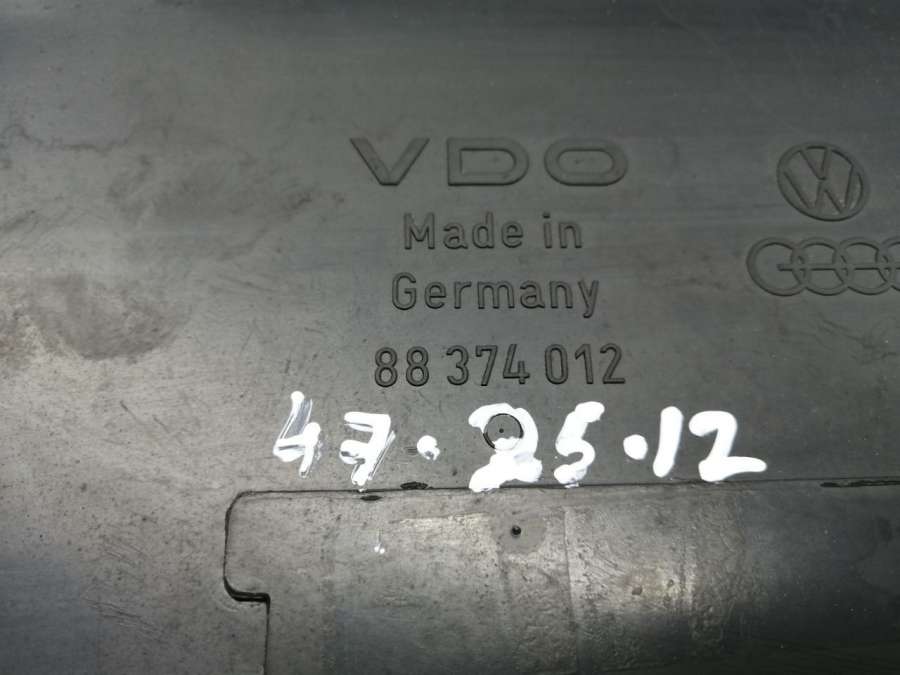 VDO
Made in
Germany
88 374 012
47.25.12